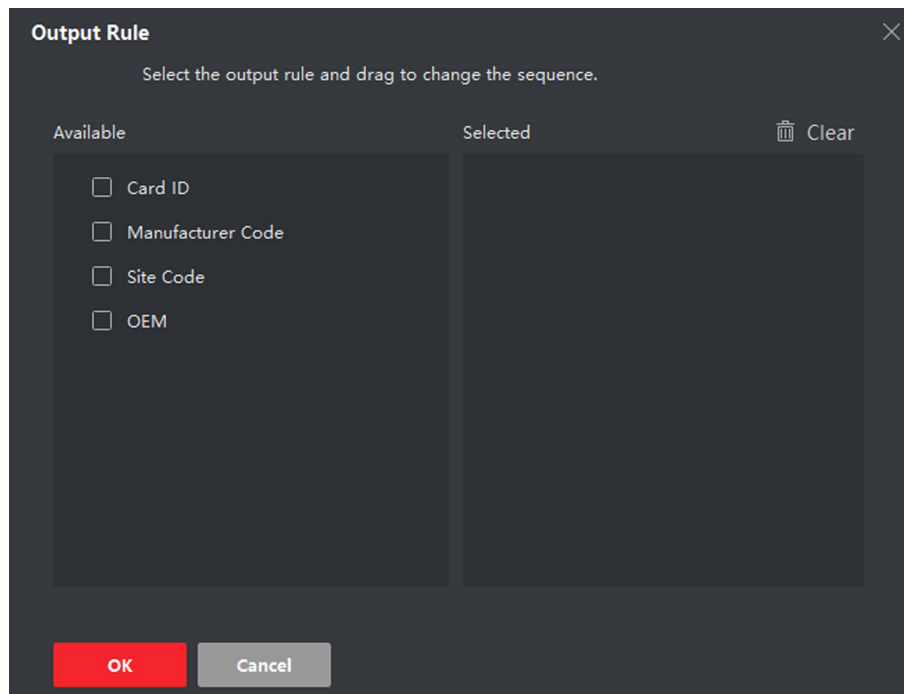 Output Rule
Select the output rule and drag to change the sequence.
Available
Selected
Clear
Card ID
Manufacturer Code
Site Code
OEM
OK
Cancel